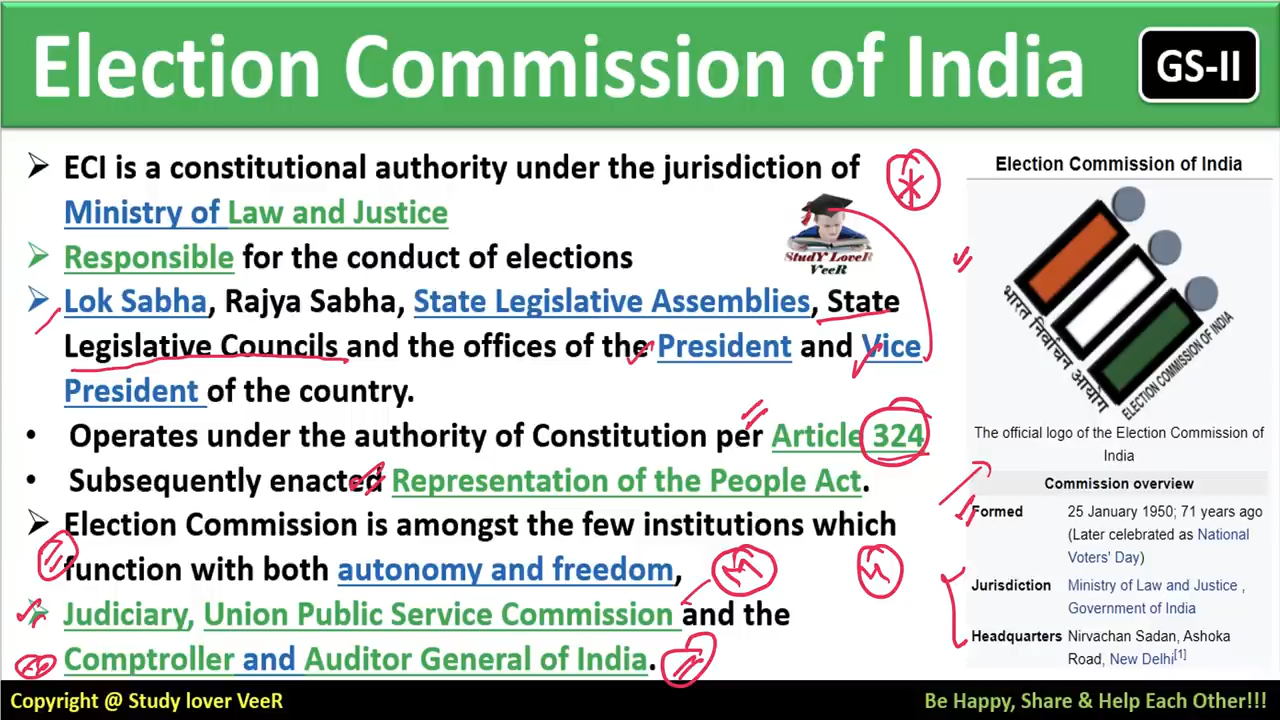 Election Commission of India
GS-II
➢ ECI is a constitutional authority under the jurisdiction of
Ministry of Law and Justice
➢ Responsible for the conduct of elections
➢ Lok Sabha, Rajya Sabha, State Legislative Assemblies, State
Legislative Councils and the offices of the President and Vice
President of the country.
• Operates under the authority of Constitution per Article 324
• Subsequently enacted Representation of the People Act.
➢ Election Commission is amongst the few institutions which
function with both autonomy and freedom,
➢ Judiciary, Union Public Service Commission and the
Comptroller and Auditor General of India.
StudY LoveR
VeeR
Election Commission of India
भारत निर्वाचन आयोग
ELECTION COMMISSION OF INDIA
The official logo of the Election Commission of
India
Commission overview
Formed 25 January 1950; 71 years ago
(Later celebrated as National
Voters' Day)
Jurisdiction Ministry of Law and Justice ,
Government of India
Headquarters Nirvachan Sadan, Ashoka
Road, New Delhi[1]
Copyright @ Study lover VeeR
Be Happy, Share & Help Each Other!!!